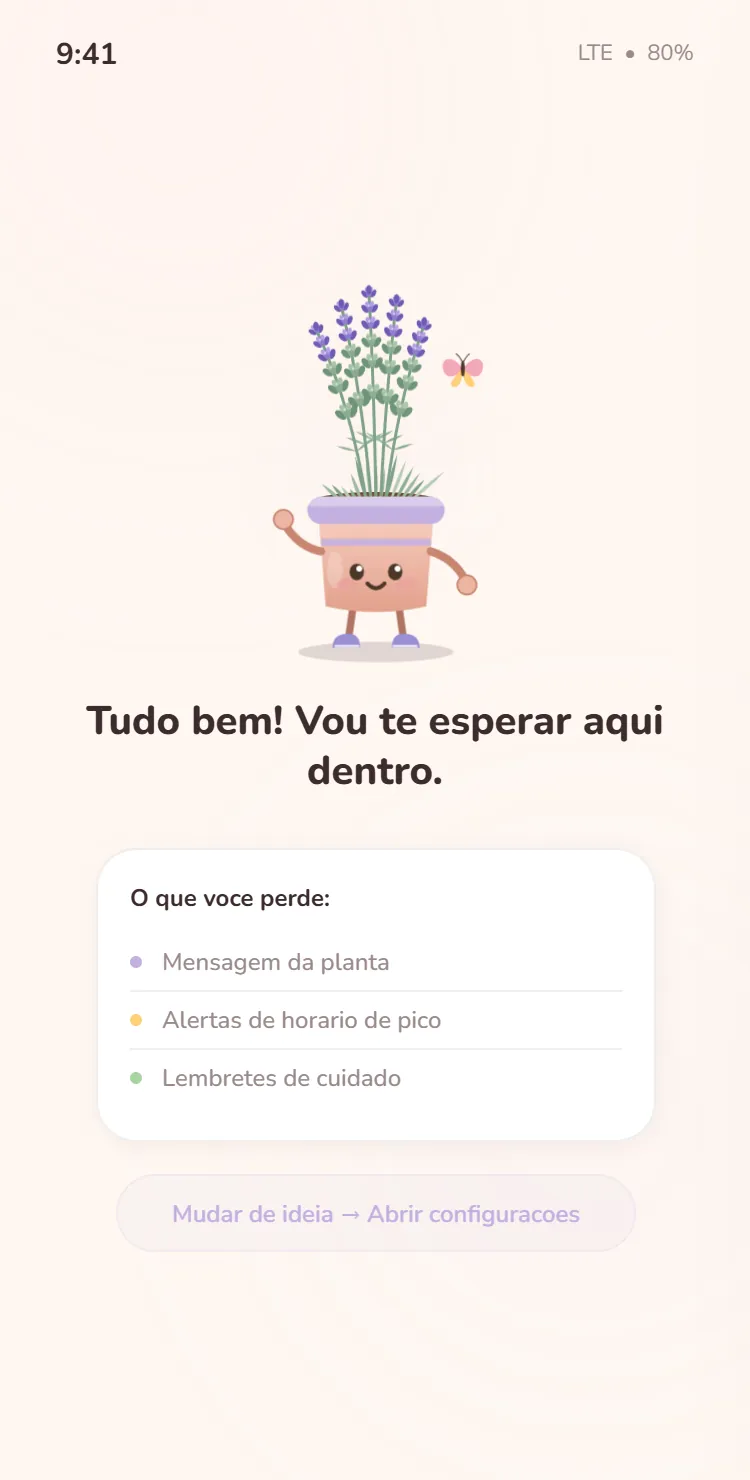 9:41
LTE • 80%
Tudo bem! Vou te esperar aqui
dentro.
O que voce perde:
Mensagem da planta
Alertas de horario de pico
Lembretes de cuidado
Mudar de ideia → Abrir configuracoes